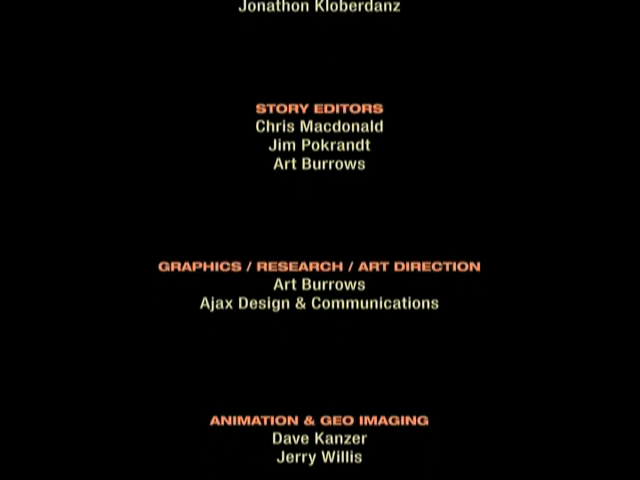 Jonathon Kloberdanz
STORY EDITORS
Chris Macdonald
Jim Pokrandt
Art Burrows
GRAPHICS / RESEARCH / ART DIRECTION
Art Burrows
Ajax Design & Communications
ANIMATION & GEO IMAGING
Dave Kanzer
Jerry Willis